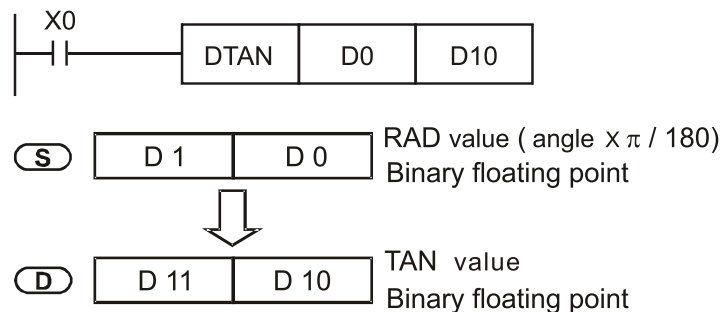 X0
DTAN D0 D10
S D 1 D 0 RAD value ( angle x π / 180)
Binary floating point
D D 11 D 10 TAN value
Binary floating point